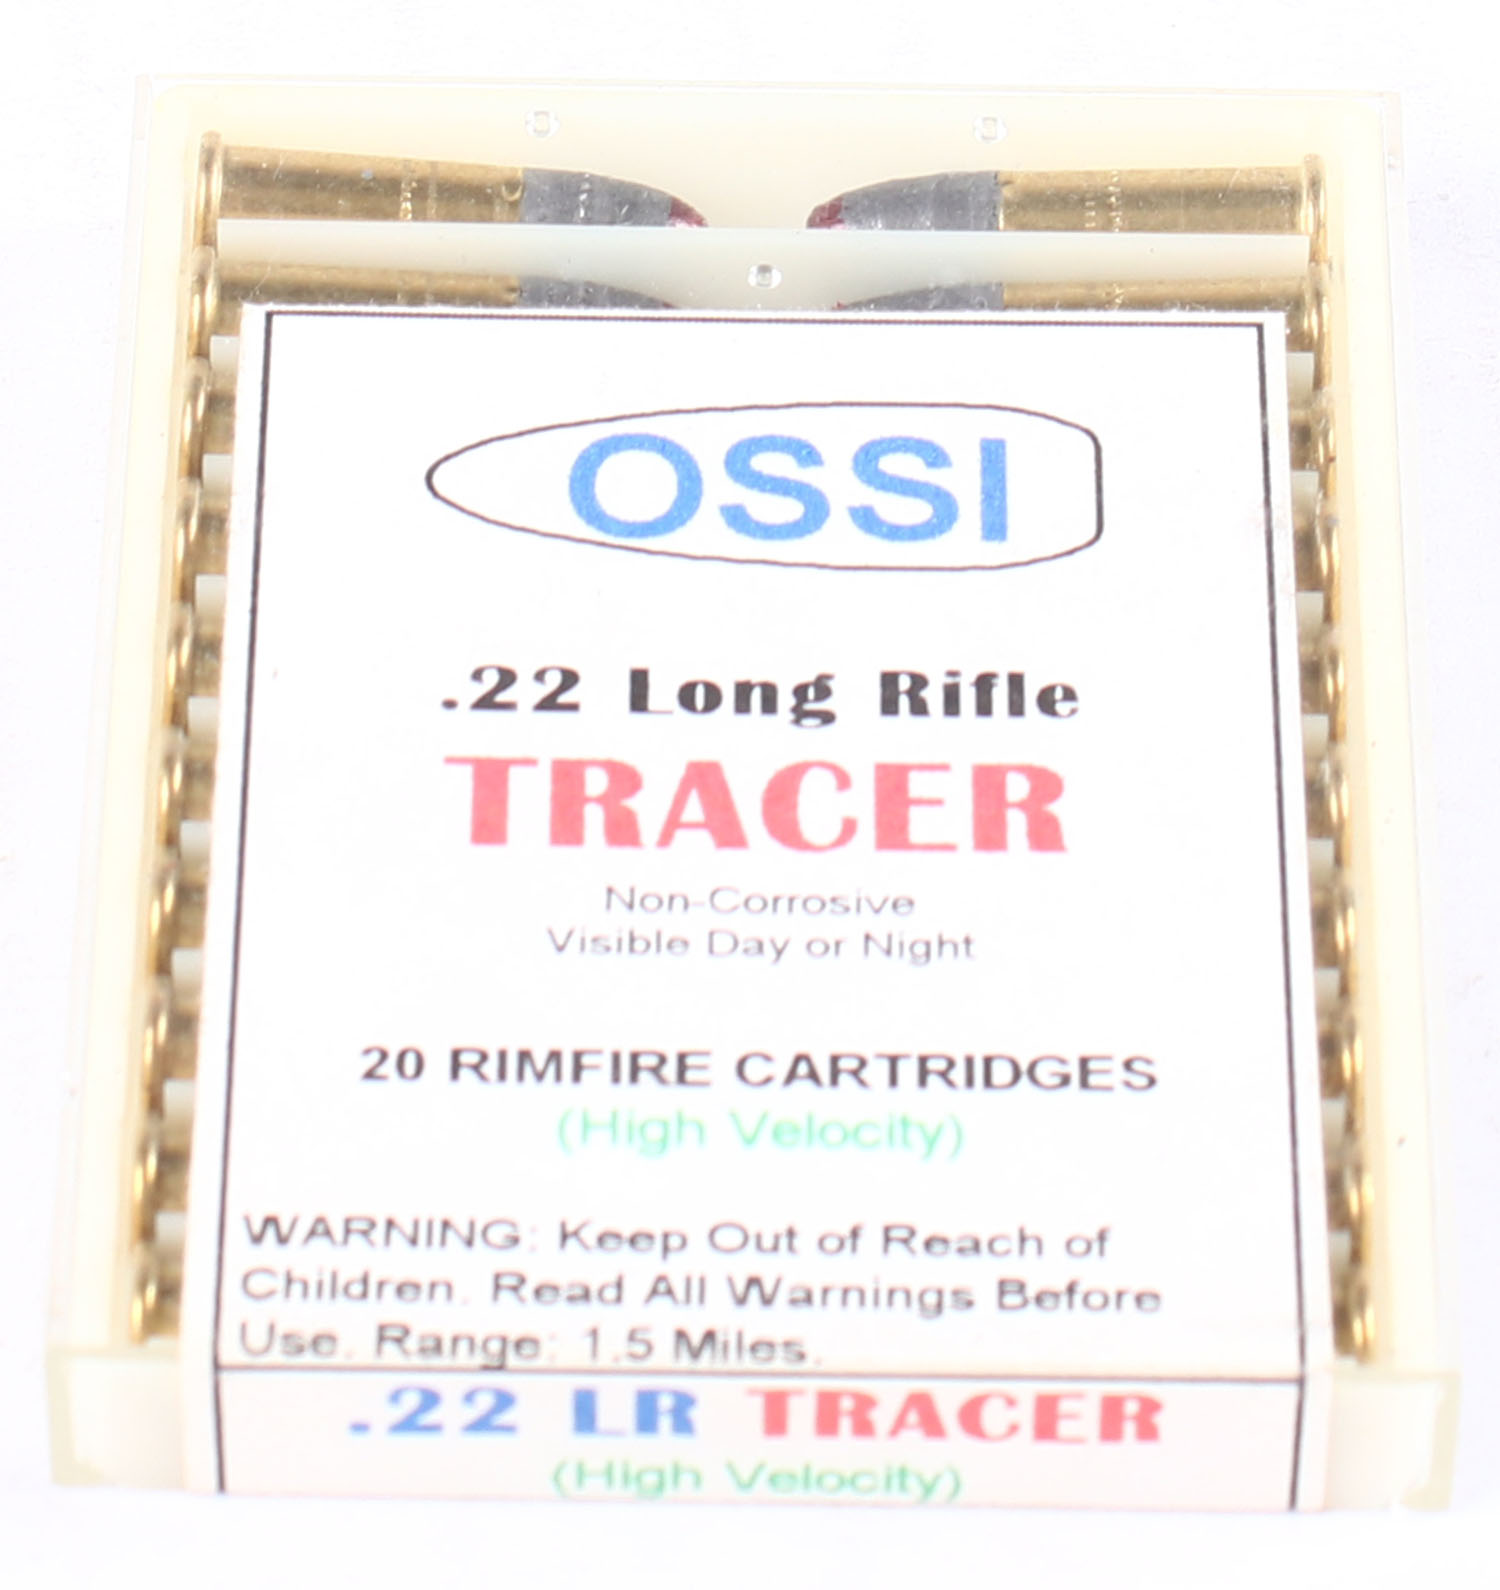 OSSI
.22 Long Rifle
TRACER
Non-Corrosive
Visible Day or Night
20 RIMFIRE CARTRIDGES
(High Velocity)
WARNING: Keep Out of Reach of
Children. Read All Warnings Before
Use. Range: 1.5 Miles.
.22 LR TRACER
(High Velocity)